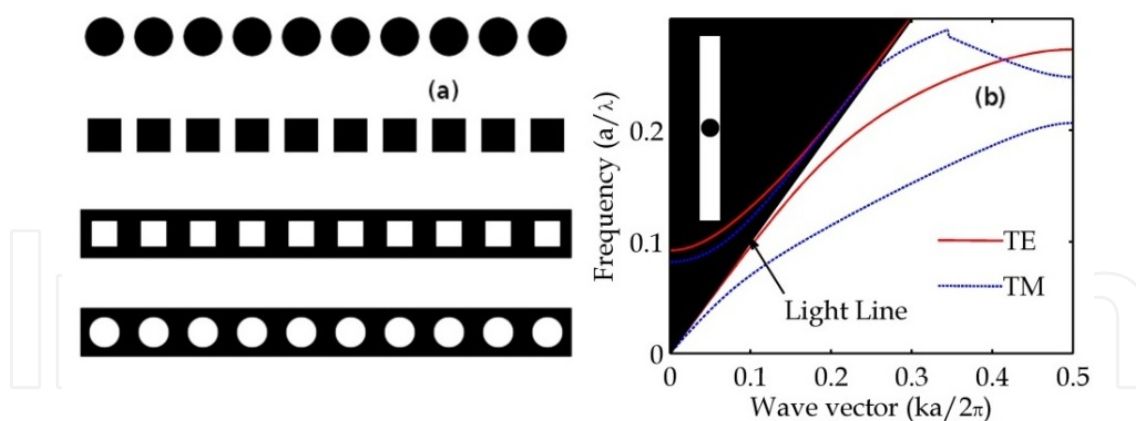 (a)
(b)
Frequency (a/λ)
0.2
0.1
0
TE
TM
Light Line
0 0.1 0.2 0.3 0.4 0.5
Wave vector (ka/2π)